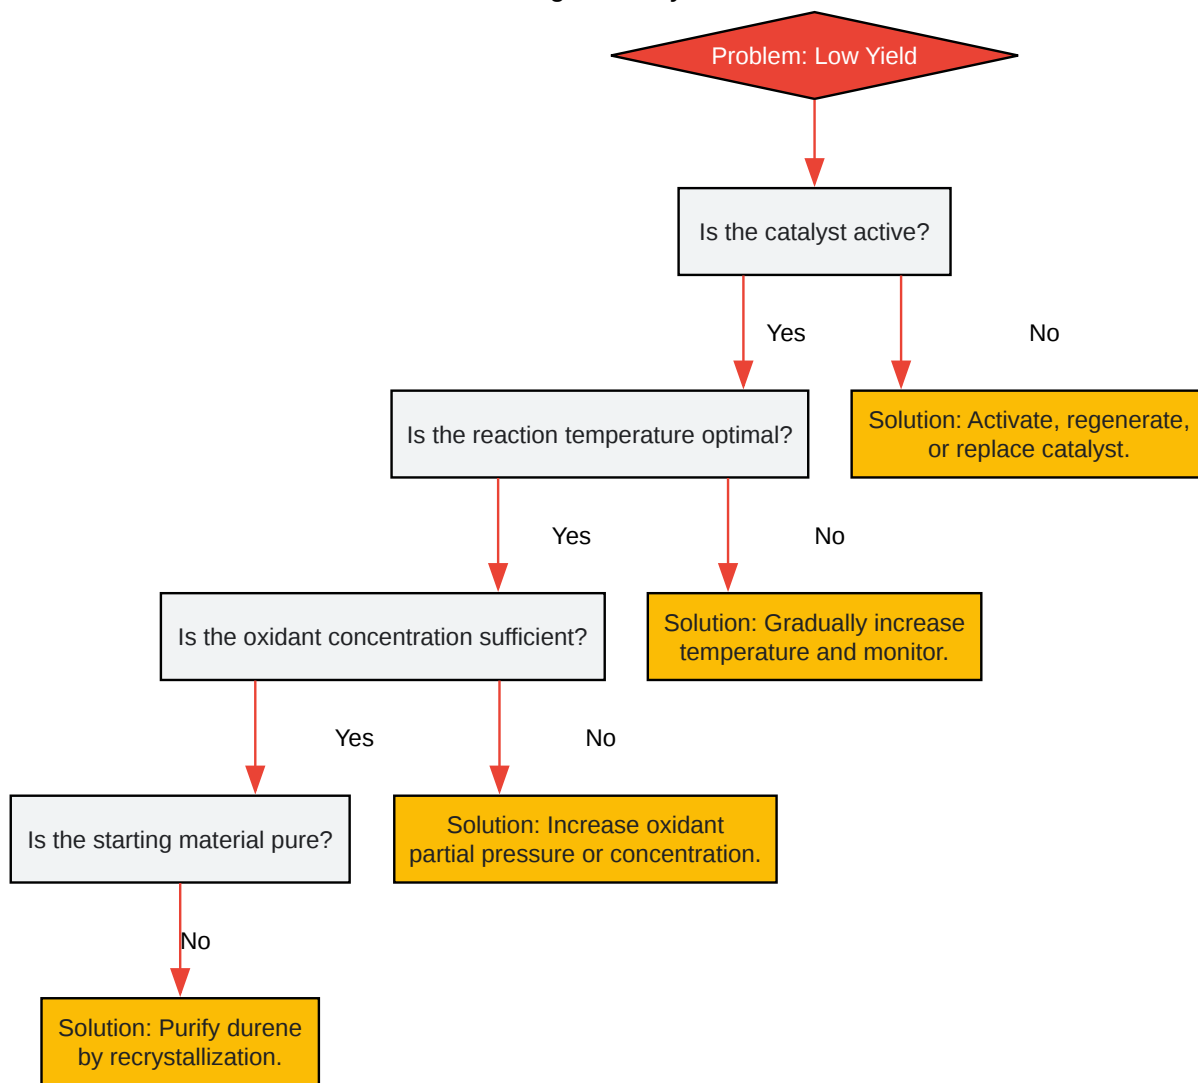 Problem: Low Yield
Is the catalyst active?
Yes
No
Is the reaction temperature optimal?
Solution: Activate, regenerate,
or replace catalyst.
Yes
No
Is the oxidant concentration sufficient?
Solution: Gradually increase
temperature and monitor.
Yes
No
Is the starting material pure?
Solution: Increase oxidant
partial pressure or concentration.
No
Solution: Purify durene
by recrystallization.